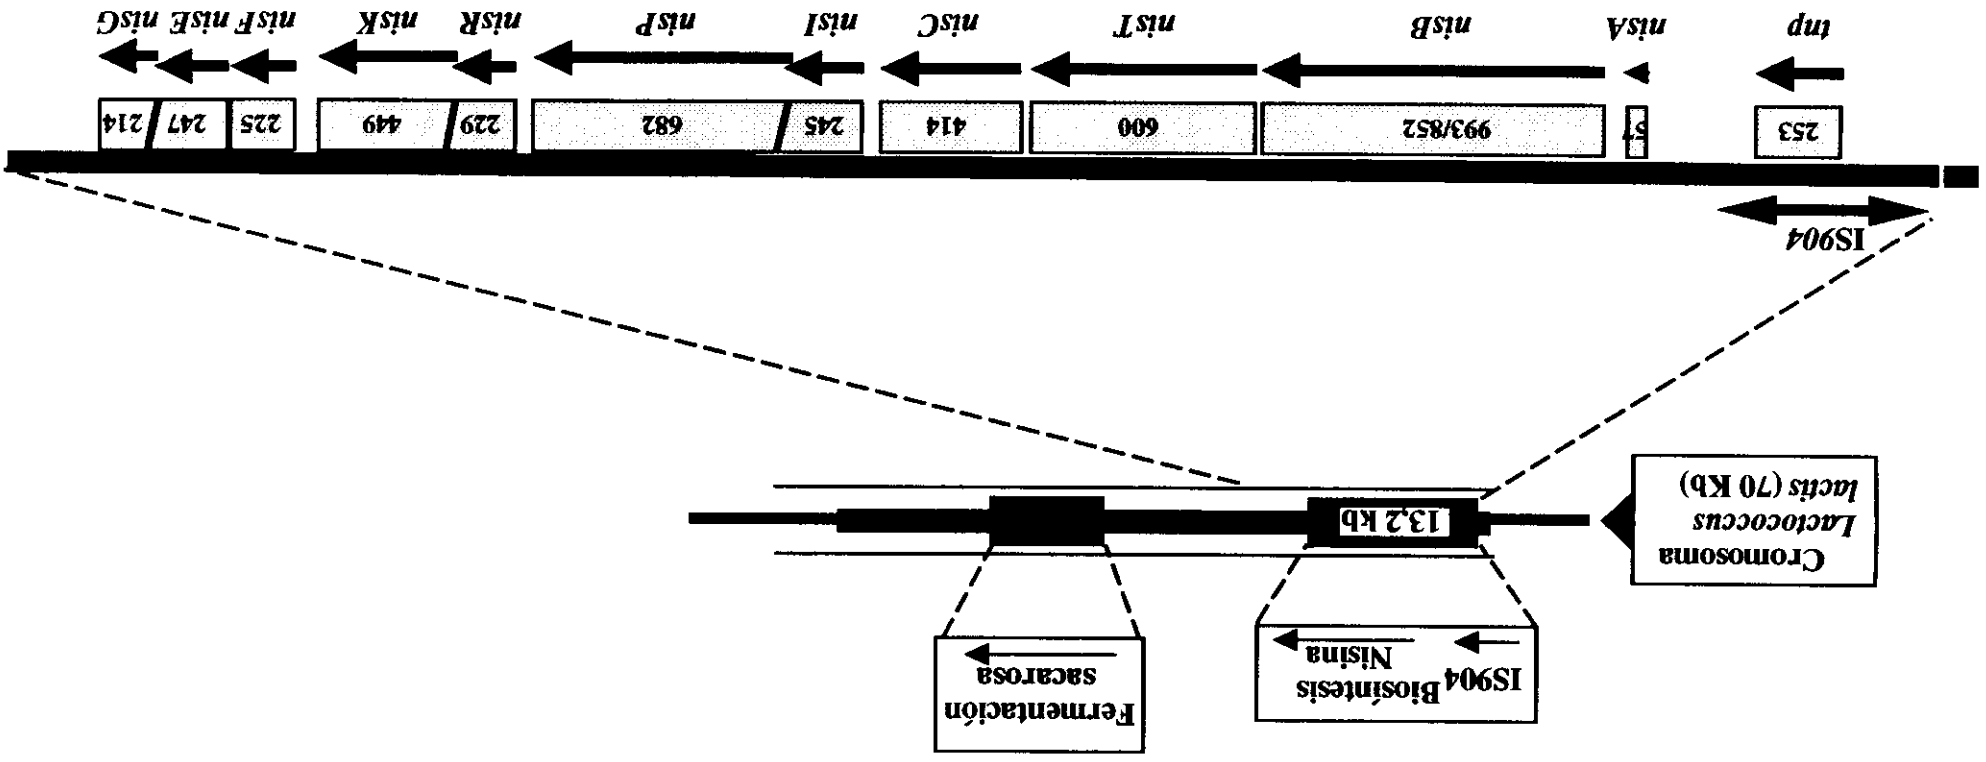 IS904 Biosíntesis
Nisina
Fermentación
sacarosa
Cromosoma
Lactococcus
lactis (70 Kb)
13,2 kb
IS904
253 57 993/852 600 414 245 682 229 449 225 247 214
tnp nisA nisB nisT nisC nisI nisP nisR nisK nisF nisE nisG